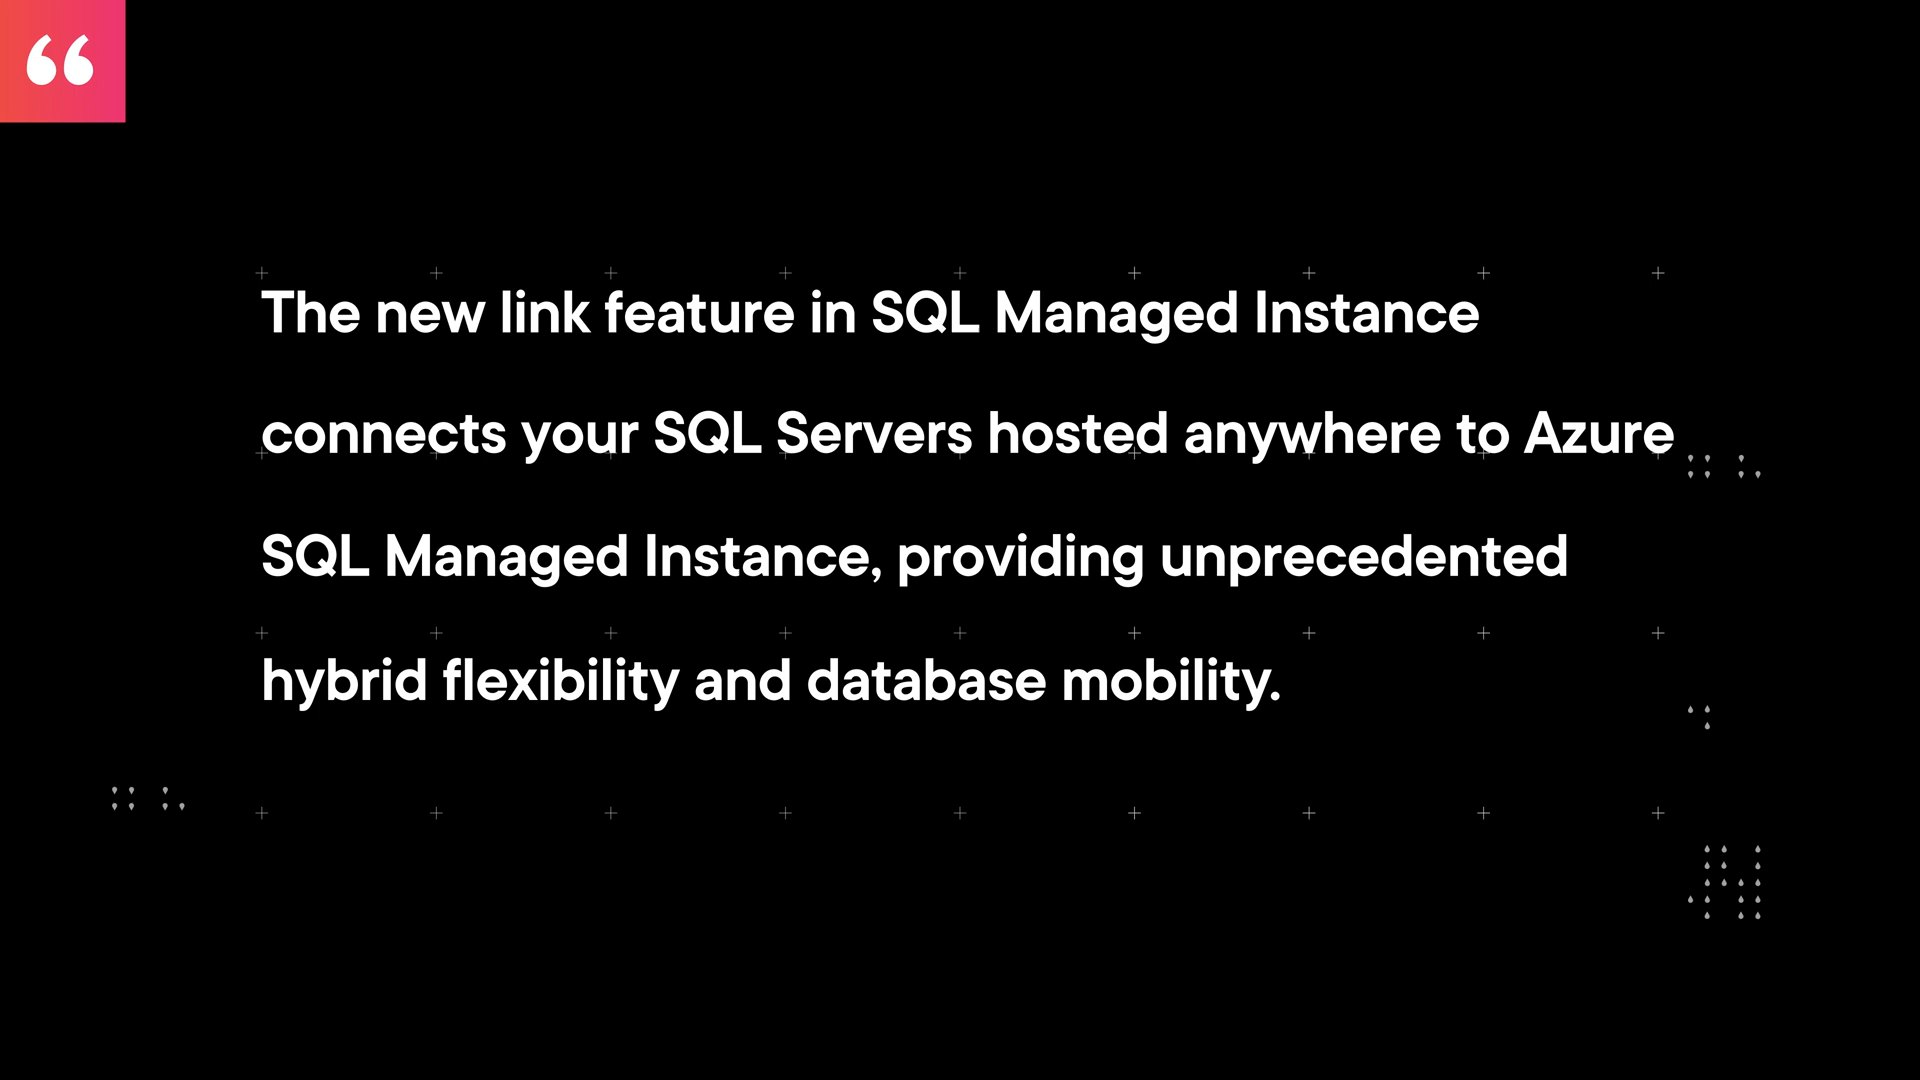 “
The new link feature in SQL Managed Instance
connects your SQL Servers hosted anywhere to Azure
SQL Managed Instance, providing unprecedented
hybrid flexibility and database mobility.